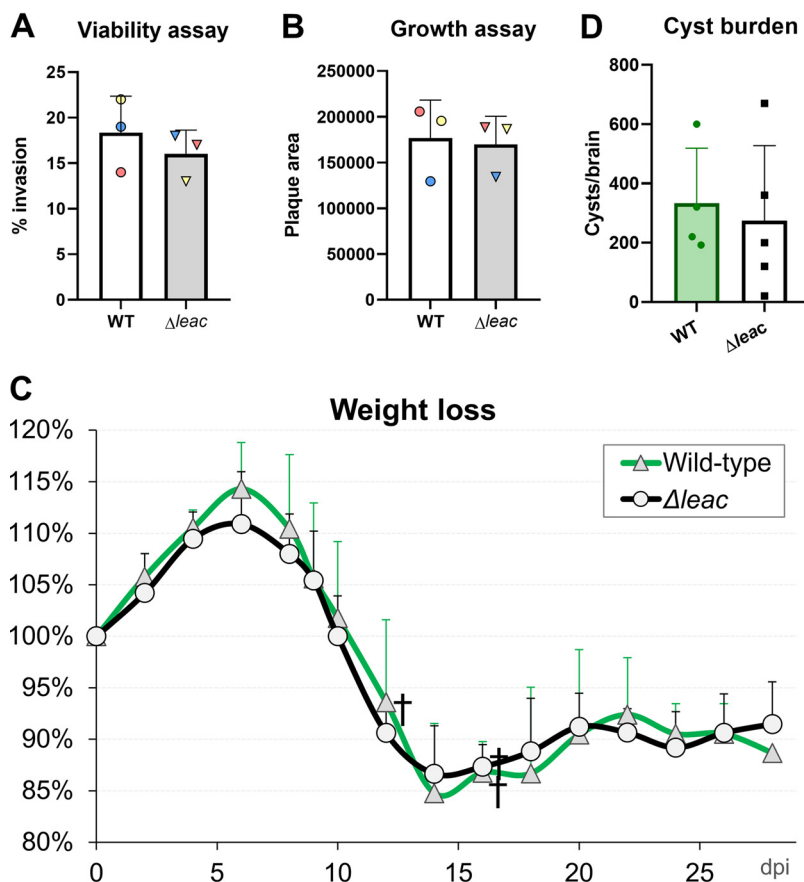 A Viability assay
% invasion
25
20
15
10
5
0
WT Δleac
B Growth assay
Plaque area
250000
200000
150000
100000
50000
0
WT Δleac
D Cyst burden
Cysts/brain
800
600
400
200
0
WT Δleac
C Weight loss
120%
115%
110%
105%
100%
95%
90%
85%
80%
Wild-type
Δleac
0 5 10 15 20 25 dpi